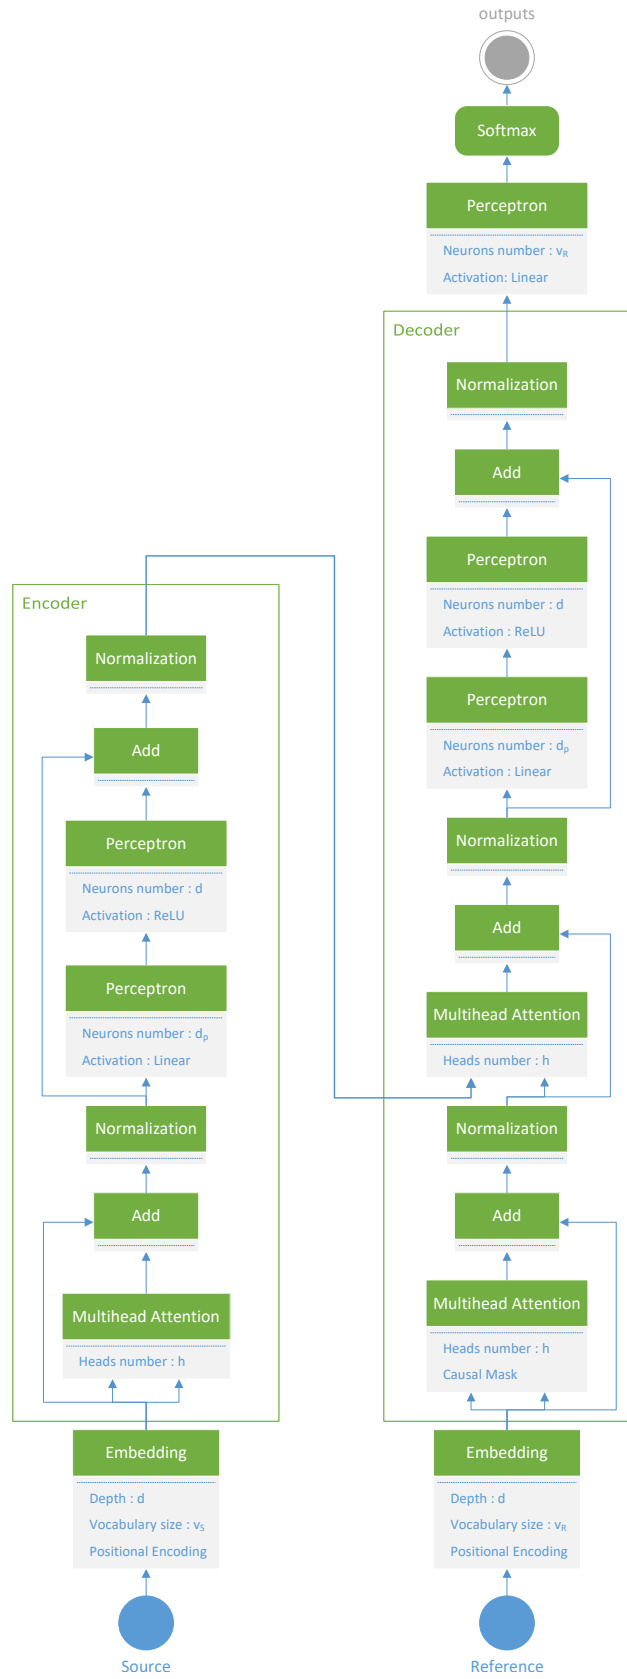 outputs
Softmax
Perceptron
Neurons number : vR
Activation: Linear
Decoder
Normalization
Add
Perceptron
Neurons number : d
Activation : ReLU
Perceptron
Neurons number : dp
Activation : Linear
Normalization
Add
Multihead Attention
Heads number : h
Normalization
Add
Multihead Attention
Heads number : h
Causal Mask
Embedding
Depth : d
Vocabulary size : vR
Positional Encoding
Reference
Encoder
Normalization
Add
Perceptron
Neurons number : d
Activation : ReLU
Perceptron
Neurons number : dp
Activation : Linear
Normalization
Add
Multihead Attention
Heads number : h
Embedding
Depth : d
Vocabulary size : vS
Positional Encoding
Source